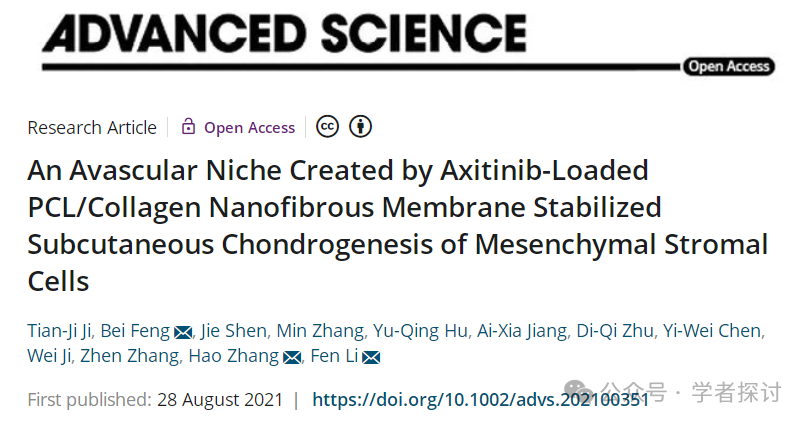 ADVANCED SCIENCE
Open Access
Research Article Open Access cc
An Avascular Niche Created by Axitinib-Loaded
PCL/Collagen Nanofibrous Membrane Stabilized
Subcutaneous Chondrogenesis of Mesenchymal Stromal
Cells
Tian-Ji Ji, Bei Feng, Jie Shen, Min Zhang, Yu-Qing Hu, Ai-Xia Jiang, Di-Qi Zhu, Yi-Wei Chen,
Wei Ji, Zhen Zhang, Hao Zhang, Fen Li
First published: 28 August 2021 | https://doi.org/10.1002/advs.202100351
公众号 · 学者探讨